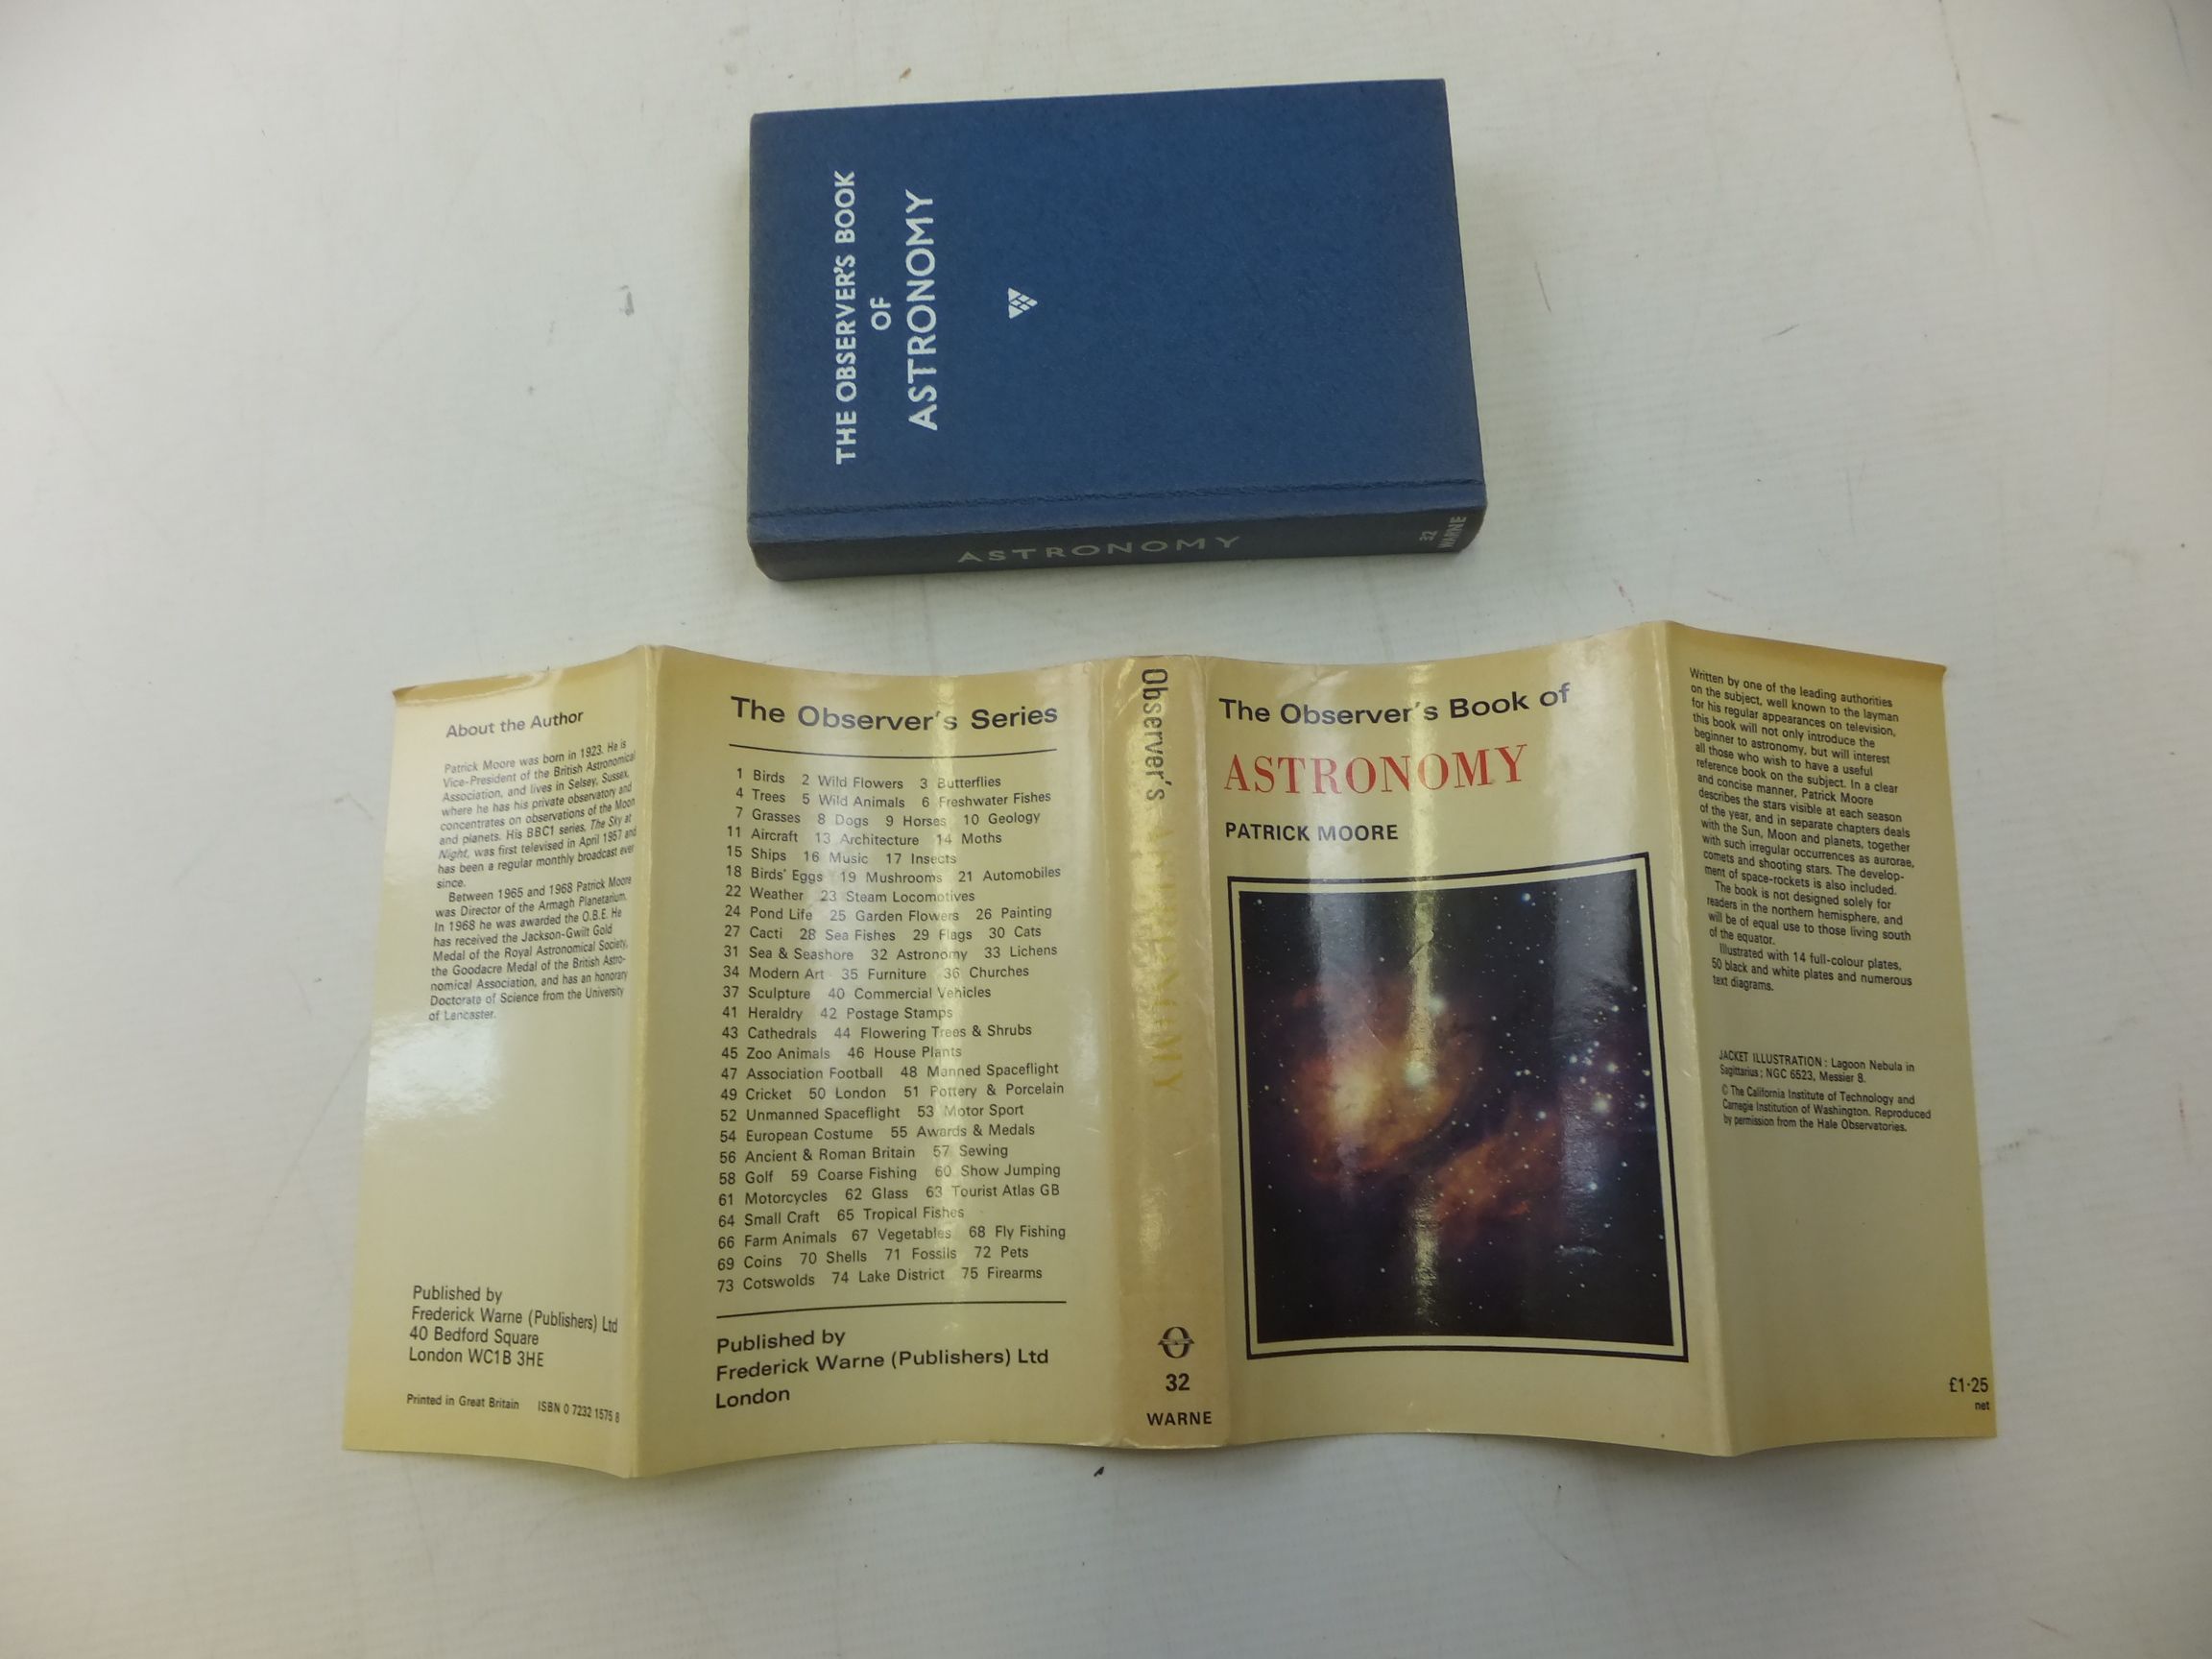 THE OBSERVER'S BOOK
OF
ASTRONOMY
ASTRONOMY
32
WARNE
About the Author
Patrick Moore was born in 1923. He is
Vice-President of the British Astronomical
Association, and lives in Selsey, Sussex,
where he has his private observatory and
concentrates on observations of the Moon
and planets. His BBC1 series, The Sky at
Night, was first televised in April 1957 and
has been a regular monthly broadcast ever
since.
Between 1965 and 1968 Patrick Moore
was Director of the Armagh Planetarium.
In 1968 he was awarded the O.B.E. He
has received the Jackson-Gwilt Gold
Medal of the Royal Astronomical Society,
the Goodacre Medal of the British Astro-
nomical Association, and has an honorary
Doctorate of Science from the University
of Lancaster.
Published by
Frederick Warne (Publishers) Ltd
40 Bedford Square
London WC1B 3HE
Printed in Great Britain ISBN 0 7232 1575 8
The Observer's Series
1 Birds 2 Wild Flowers 3 Butterflies
4 Trees 5 Wild Animals 6 Freshwater Fishes
7 Grasses 8 Dogs 9 Horses 10 Geology
11 Aircraft 13 Architecture 14 Moths
15 Ships 16 Music 17 Insects
18 Birds' Eggs 19 Mushrooms 21 Automobiles
22 Weather 23 Steam Locomotives
24 Pond Life 25 Garden Flowers 26 Painting
27 Cacti 28 Sea Fishes 29 Flags 30 Cats
31 Sea & Seashore 32 Astronomy 33 Lichens
34 Modern Art 35 Furniture 36 Churches
37 Sculpture 40 Commercial Vehicles
41 Heraldry 42 Postage Stamps
43 Cathedrals 44 Flowering Trees & Shrubs
45 Zoo Animals 46 House Plants
47 Association Football 48 Manned Spaceflight
49 Cricket 50 London 51 Pottery & Porcelain
52 Unmanned Spaceflight 53 Motor Sport
54 European Costume 55 Awards & Medals
56 Ancient & Roman Britain 57 Sewing
58 Golf 59 Coarse Fishing 60 Show Jumping
61 Motorcycles 62 Glass 63 Tourist Atlas GB
64 Small Craft 65 Tropical Fishes
66 Farm Animals 67 Vegetables 68 Fly Fishing
69 Coins 70 Shells 71 Fossils 72 Pets
73 Cotswolds 74 Lake District 75 Firearms
Published by
Frederick Warne (Publishers) Ltd
London
Observer's ASTRONOMY
32
WARNE
The Observer's Book of
ASTRONOMY
PATRICK MOORE
Written by one of the leading authorities
on the subject, well known to the layman
for his regular appearances on television,
this book will not only introduce the
beginner to astronomy, but will interest
all those who wish to have a useful
reference book on the subject. In a clear
and concise manner, Patrick Moore
describes the stars visible at each season
of the year, and in separate chapters deals
with the Sun, Moon and planets, together
with such irregular occurrences as aurorae,
comets and shooting stars. The develop-
ment of space-rockets is also included.
The book is not designed solely for
readers in the northern hemisphere, and
will be of equal use to those living south
of the equator.
Illustrated with 14 full-colour plates,
50 black and white plates and numerous
text diagrams.
JACKET ILLUSTRATION : Lagoon Nebula in
Sagittarius ; NGC 6523, Messier 8.
© The California Institute of Technology and
Carnegie Institution of Washington. Reproduced
by permission from the Hale Observatories.
£1·25
net